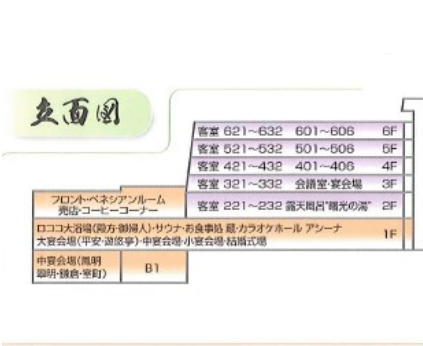 立面図
客室 621〜632 601〜606 6F
客室 521〜532 501〜506 5F
客室 421〜432 401〜406 4F
客室 321〜332 会議室・宴会場 3F
フロント・ベネシアンルーム
売店・コーヒーコーナー
客室 221〜232 露天風呂"曙光の湯" 2F
ロココ大浴場(殿方・御婦人)・サウナ・お食事処 蔵・カラオケホール アシーナ
大宴会場(平安・遊悠亭)・中宴会場・小宴会場・結婚式場 1F
中宴会場(鳳明
翠明・鎌倉・室町) B1